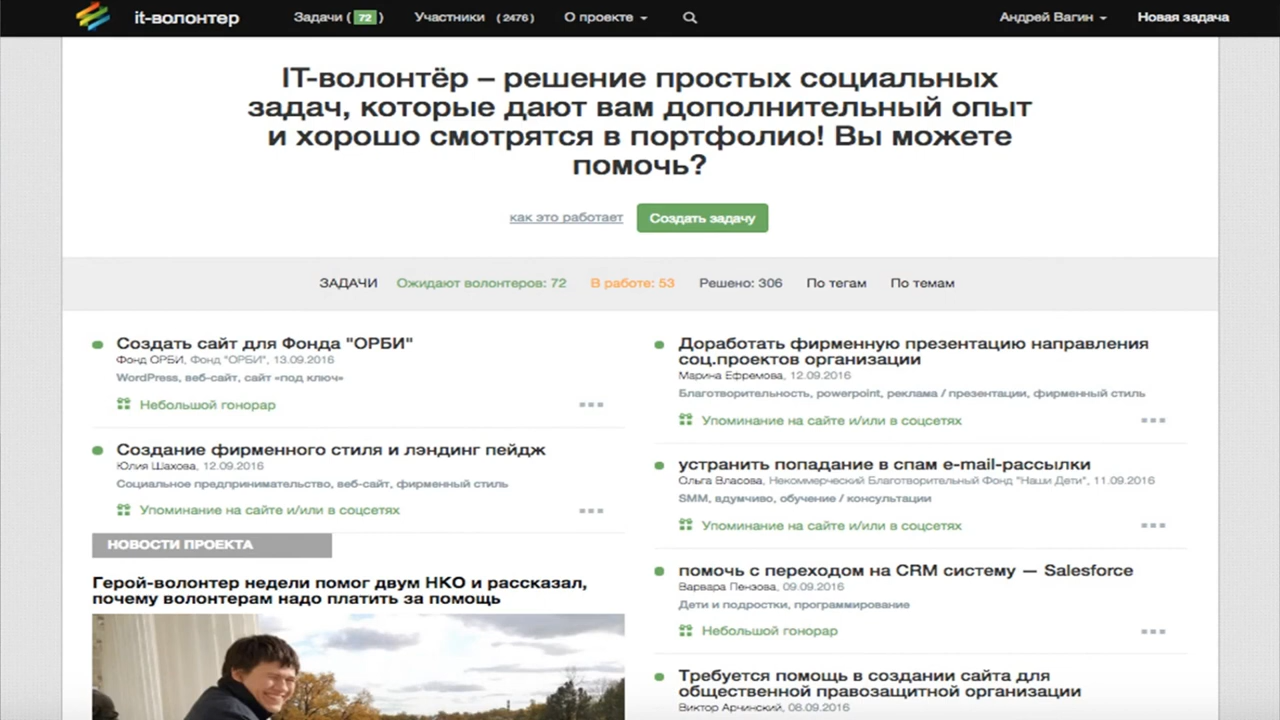 it-волонтер
Задачи ( 72 )
Участники ( 2476 )
О проекте
Андрей Вагин
Новая задача
IT-волонтёр – решение простых социальных
задач, которые дают вам дополнительный опыт
и хорошо смотрятся в портфолио! Вы можете
помочь?
как это работает
Создать задачу
ЗАДАЧИ
Ожидают волонтеров: 72
В работе: 53
Решено: 306
По тегам
По темам
Создать сайт для Фонда "ОРБИ"
Фонд ОРБИ, Фонд "ОРБИ", 13.09.2016
WordPress, веб-сайт, сайт «под ключ»
Небольшой гонорар
Создание фирменного стиля и лэндинг пейдж
Юлия Шахова, 12.09.2016
Социальное предпринимательство, веб-сайт, фирменный стиль
Упоминание на сайте и/или в соцсетях
НОВОСТИ ПРОЕКТА
Герой-волонтер недели помог двум НКО и рассказал,
почему волонтерам надо платить за помощь
Доработать фирменную презентацию направления
соц.проектов организации
Марина Ефремова, 12.09.2016
Благотворительность, powerpoint, реклама / презентации, фирменный стиль
Упоминание на сайте и/или в соцсетях
устранить попадание в спам e-mail-рассылки
Ольга Власова, Некоммерческий Благотворительный Фонд "Наши Дети", 11.09.2016
SMM, вдумчиво, обучение / консультации
Упоминание на сайте и/или в соцсетях
помочь с переходом на CRM систему — Salesforce
Варвара Пензова, 09.09.2016
Дети и подростки, программирование
Небольшой гонорар
Требуется помощь в создании сайта для
общественной правозащитной организации
Виктор Арчинский, 08.09.2016